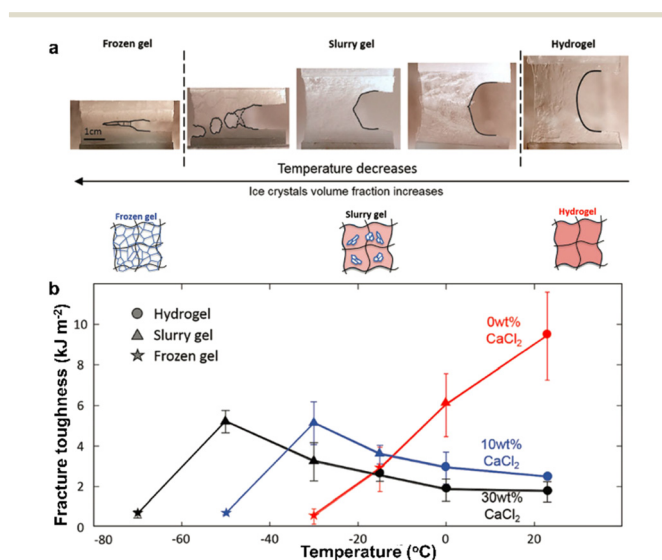 a
Frozen gel Slurry gel Hydrogel
1cm
Temperature decreases
Ice crystals volume fraction increases
Frozen gel Slurry gel Hydrogel
b
Fracture toughness (kJ m⁻²)
10
8
6
4
2
0
Hydrogel
Slurry gel
Frozen gel
0wt%
CaCl₂
10wt%
CaCl₂
30wt%
CaCl₂
-80 -60 -40 -20 0 20
Temperature (°C)